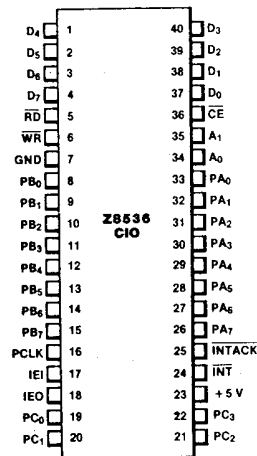 D4 1 40 D3
D5 2 39 D2
D6 3 38 D1
D7 4 37 D0
RD 5 36 CE
WR 6 35 A1
GND 7 34 A0
PB0 8 33 PA0
PB1 9 32 PA1
PB2 10 Z8536 31 PA2
CIO
PB3 11 30 PA3
PB4 12 29 PA4
PB5 13 28 PA5
PB6 14 27 PA6
PB7 15 26 PA7
PCLK 16 25 INTACK
IEI 17 24 INT
IEO 18 23 +5 V
PC0 19 22 PC3
PC1 20 21 PC2